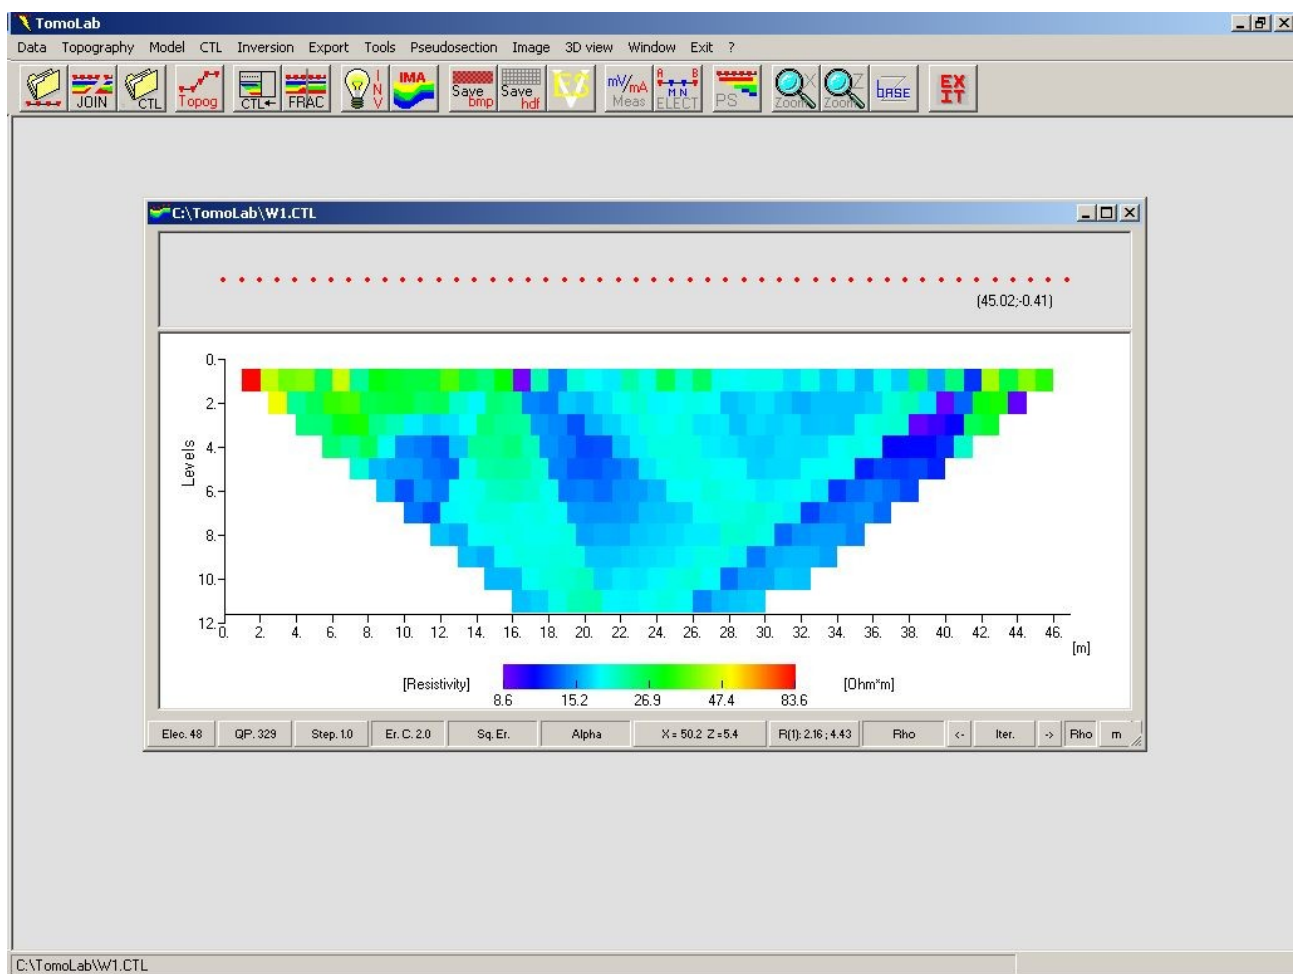 TomoLab
Data Topography Model CTL Inversion Export Tools Pseudosection Image 3D view Window Exit ?
JOIN CTL Topog CTL FRAC INV IMA Save bmp Save hdf mV/mA Meas A B M N ELECT PS Zoom X Zoom Z bASE EXIT
C:\TomoLab\W1.CTL
(45.02;-0.41)
0.
2.
4.
6.
8.
10.
12.
Levels
0. 2. 4. 6. 8. 10. 12. 14. 16. 18. 20. 22. 24. 26. 28. 30. 32. 34. 36. 38. 40. 42. 44. 46.
[m]
[Resistivity] [Ohm*m]
8.6 15.2 26.9 47.4 83.6
Elec. 48 QP. 329 Step. 1.0 Er. C. 2.0 Sq. Er. Alpha X = 50.2 Z =5.4 R(1): 2.16 ; 4.43 Rho <- Iter. -> Rho m
C:\TomoLab\W1.CTL